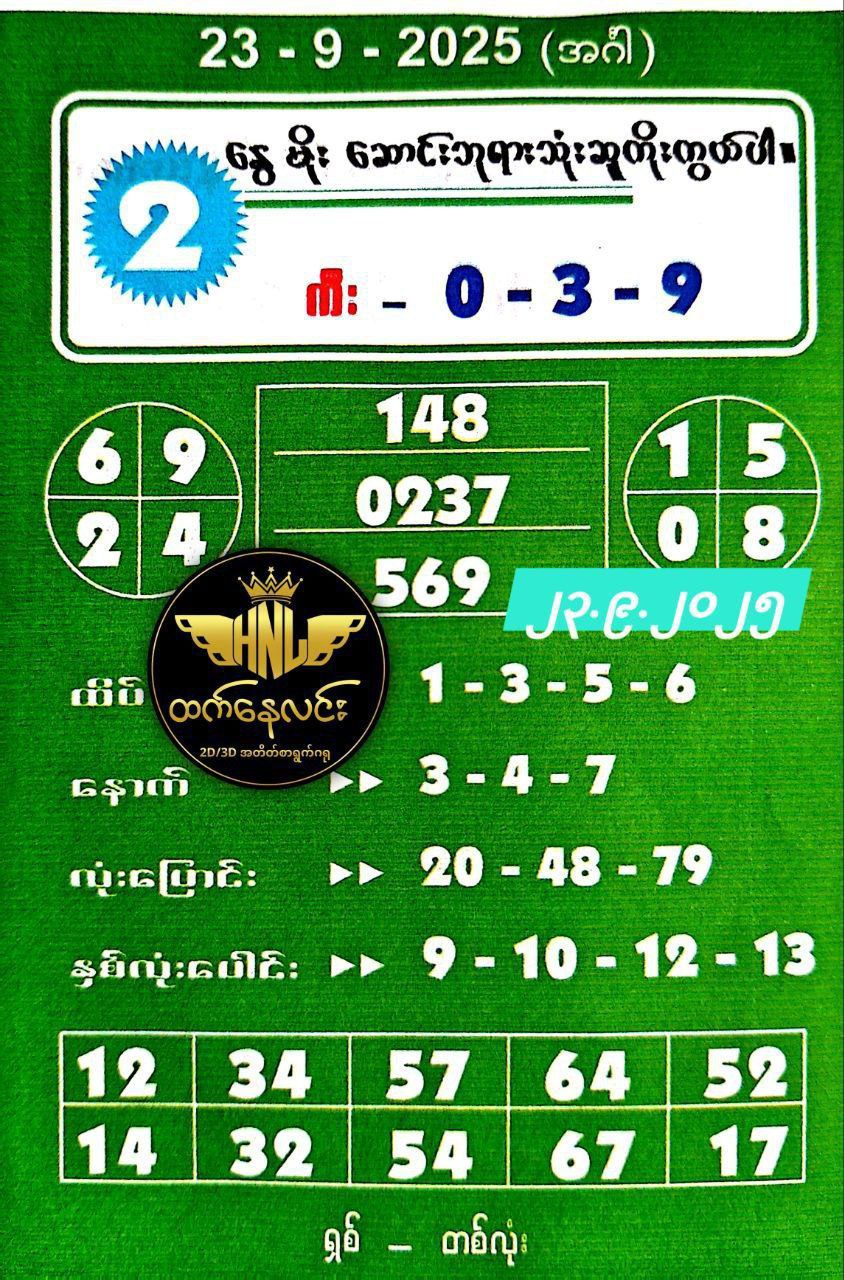 23 - 9 - 2025 (အင်္ဂါ)
နွေ မိုး ဆောင်းဘုရားသုံးဆူကိုးကွယ်ပါ။
2
ကီး - 0 - 3 - 9
6 9
2 4
148
0237
569
1 5
0 8
၂၃.၉.၂၀၂၅
HNL
ထက်နေလင်း
2D/3D အတိတ်စာရွက်ဂရု
ထိပ် 1 - 3 - 5 - 6
နောက် ▶▶ 3 - 4 - 7
လုံးပြောင်း ▶▶ 20 - 48 - 79
နှစ်လုံးပေါင်း ▶▶ 9 - 10 - 12 - 13
12 34 57 64 52
14 32 54 67 17
ရှစ် - တစ်လုံး